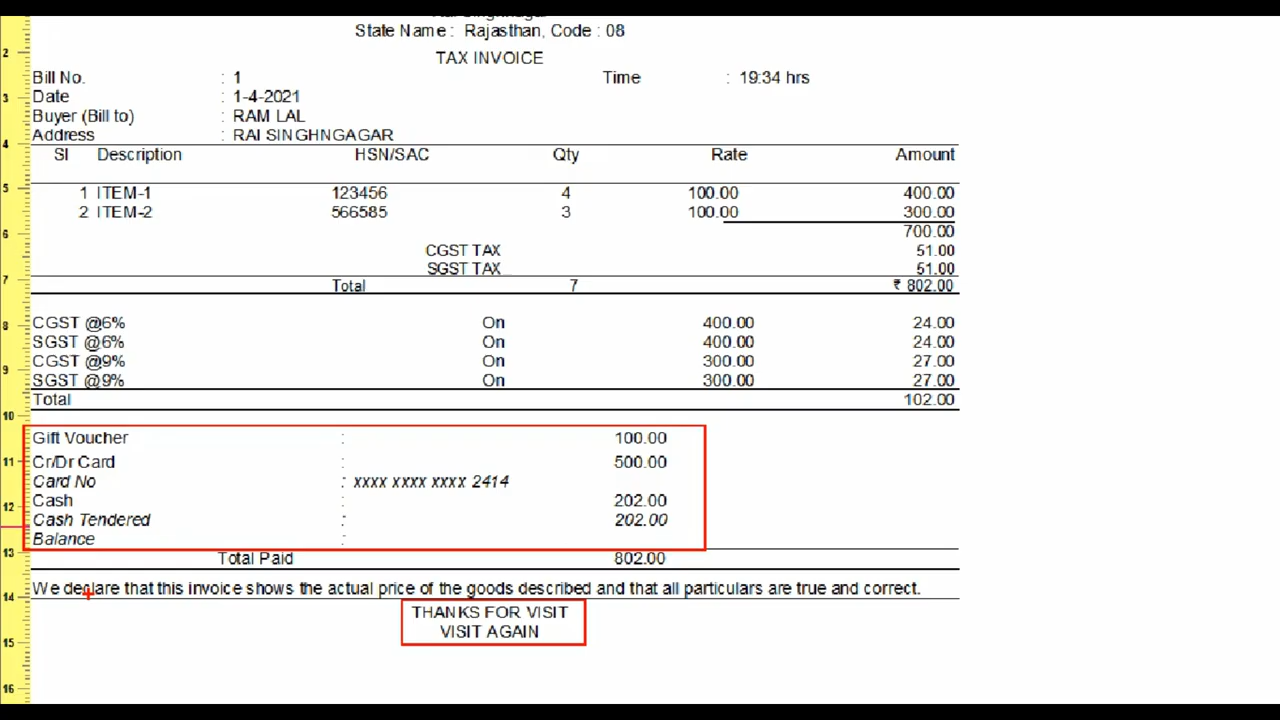 State Name : Rajasthan, Code : 08
TAX INVOICE
Bill No. : 1 Time : 19:34 hrs
Date : 1-4-2021
Buyer (Bill to) : RAM LAL
Address : RAI SINGHNGAGAR
Sl Description HSN/SAC Qty Rate Amount
1 ITEM-1 123456 4 100.00 400.00
2 ITEM-2 566585 3 100.00 300.00
700.00
CGST TAX 51.00
SGST TAX 51.00
Total 7 ₹ 802.00
CGST @6% On 400.00 24.00
SGST @6% On 400.00 24.00
CGST @9% On 300.00 27.00
SGST @9% On 300.00 27.00
Total 102.00
Gift Voucher : 100.00
Cr/Dr Card : 500.00
Card No : xxxx xxxx xxxx 2414
Cash : 202.00
Cash Tendered : 202.00
Balance :
Total Paid 802.00
We declare that this invoice shows the actual price of the goods described and that all particulars are true and correct.
THANKS FOR VISIT
VISIT AGAIN
2
3
4
5
6
7
8
9
10
11
12
13
14
15
16